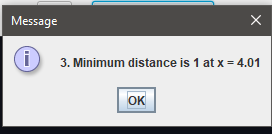 Message
3. Minimum distance is 1 at x = 4.01
OK